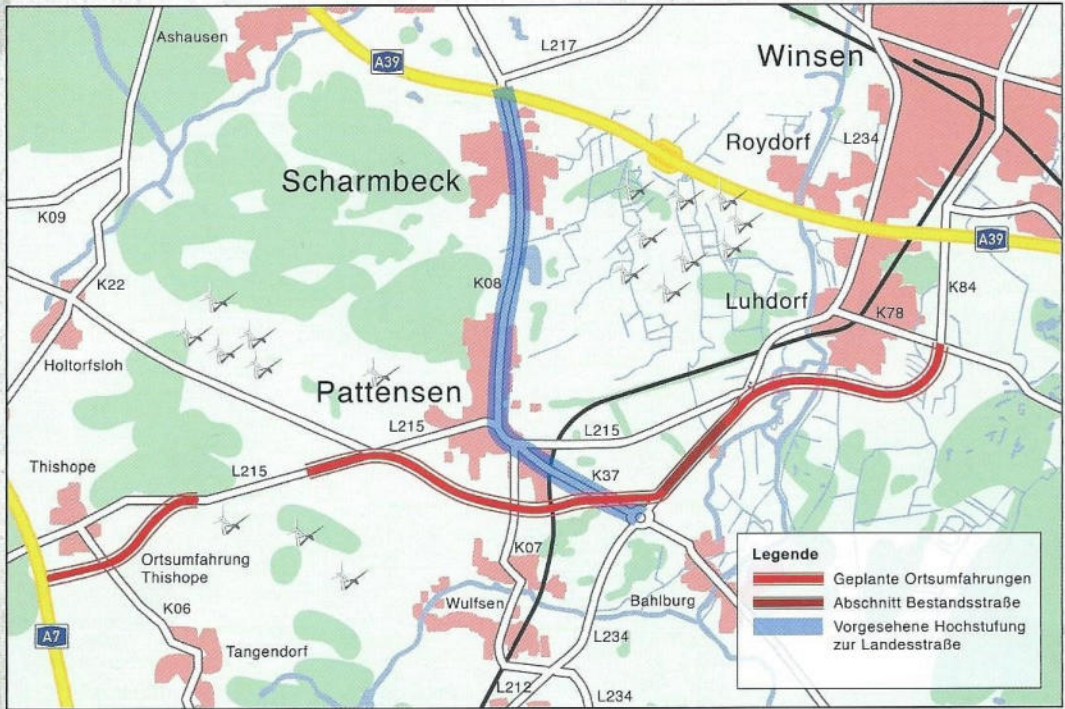 Ashausen
L217
A39
Winsen
Roydorf
L234
Scharmbeck
K09
A39
K22
K08
K84
Luhdorf
K78
Holtorfsloh
Pattensen
L215
L215
Thishope
L215
K37
Ortsumfahrung
Thishope
K07
K06
Wulfsen
Bahlburg
A7
Tangendorf
L234
L212
L234
Legende
Geplante Ortsumfahrungen
Abschnitt Bestandsstraße
Vorgesehene Hochstufung
zur Landesstraße